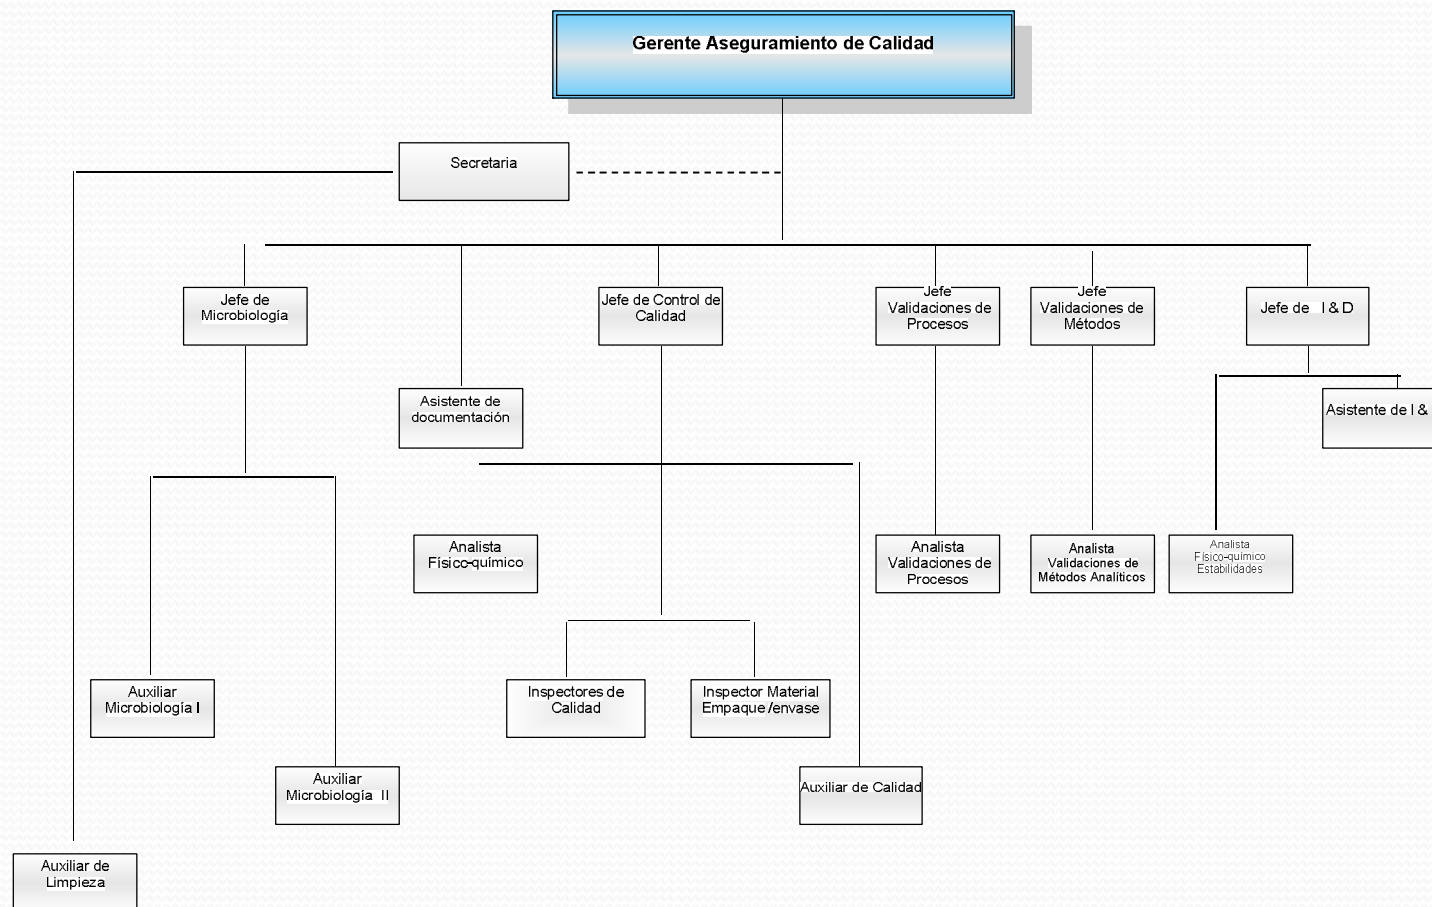 Gerente Aseguramiento de Calidad
Secretaria
Jefe de
Microbiología
Jefe de Control de
Calidad
Jefe
Validaciones de
Procesos
Jefe
Validaciones de
Métodos
Jefe de I & D
Asistente de
documentación
Asistente de I &
Analista
Físico-químico
Analista
Validaciones de
Procesos
Analista
Validaciones de
Métodos Analíticos
Analista
Físico-químico
Estabilidades
Auxiliar
Microbiología I
Inspectores de
Calidad
Inspector Material
Empaque /envase
Auxiliar
Microbiología II
Auxiliar de Calidad
Auxiliar de
Limpieza